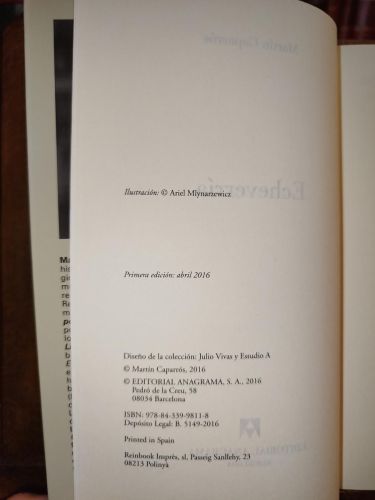 Ilustración: © Ariel Mlynarzewicz
Primera edición: abril 2016
Diseño de la colección: Julio Vivas y Estudio A
© Martín Caparrós, 2016
© EDITORIAL ANAGRAMA, S. A., 2016
Pedró de la Creu, 58
08034 Barcelona
ISBN: 978-84-339-9811-8
Depósito Legal: B. 5149-2016
Printed in Spain
Reinbook Imprès, sl, Passeig Sanllehy, 23
08213 Polinyà